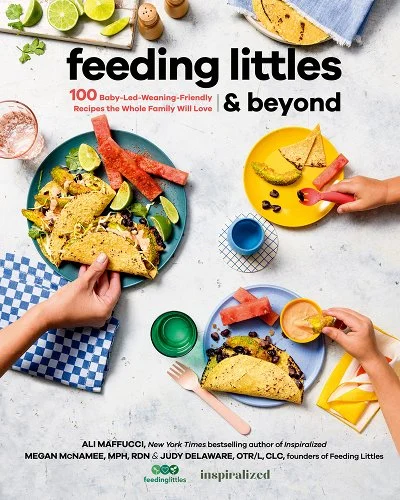 feeding littles
100 Baby-Led-Weaning-Friendly
Recipes the Whole Family Will Love
& beyond
ALI MAFFUCCI, New York Times bestselling author of Inspiralized
MEGAN McNAMEE, MPH, RDN & JUDY DELAWARE, OTR/L, CLC, founders of Feeding Littles
feedinglittles
inspiralized